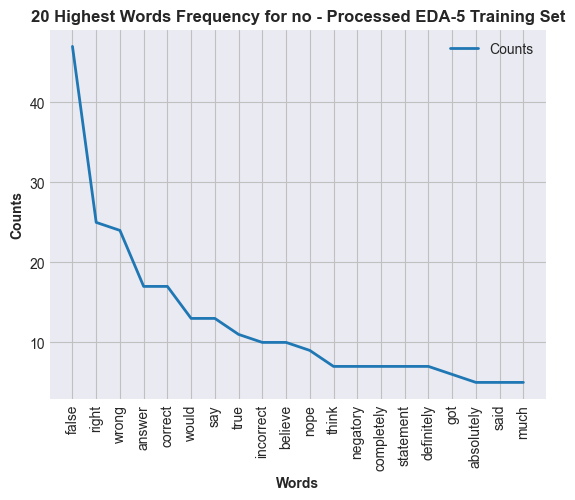 20 Highest Words Frequency for no - Processed EDA-5 Training Set
Counts
40
30
20
10
Counts
false
right
wrong
answer
correct
would
say
true
incorrect
believe
nope
think
negatory
completely
statement
definitely
got
absolutely
said
much
Words